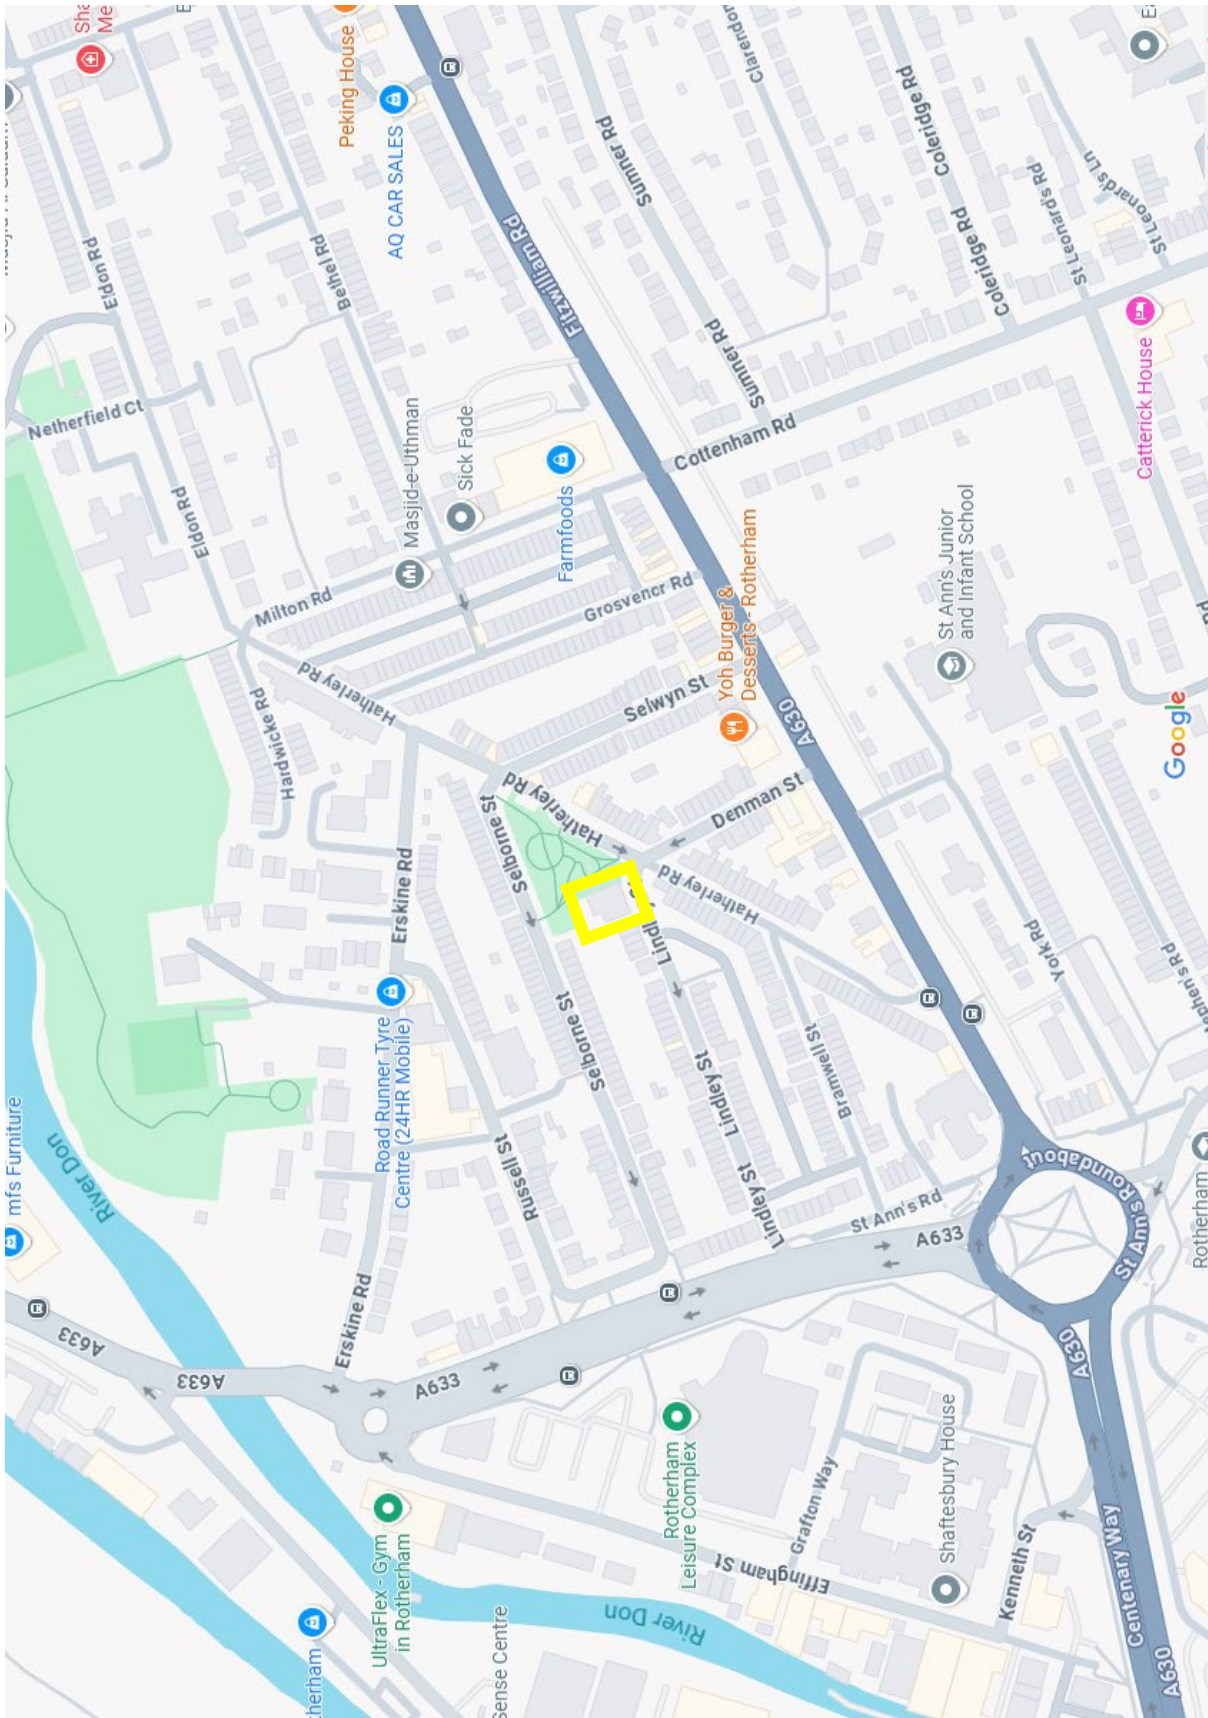 Peking House
AQ CAR SALES
Fitzwilliam Rd
Sumner Rd
Clarendon
Coleridge Rd
Coleridge Rd
St Leonard's Rd
St Leonard's Ln
Eldon Rd
Bethel Rd
Sumner Rd
Cottenham Rd
Catterick House
Netherfield Ct
Eldon Rd
Milton Rd
Masjid-e-Uthman
Sick Fade
Farmfoods
Grosvenor Rd
Yoh Burger &
Desserts - Rotherham
St Ann's Junior
and Infant School
Hatherley Rd
Hardwicke Rd
Selwyn St
A630
Google
Hatherley Rd
Selborne St
Denman St
Erskine Rd
Hatherley Rd
Lindley St
York Rd
Road Runner Tyre
Centre (24HR Mobile)
Selborne St
Lindley St
Bramwell St
mfs Furniture
River Don
Russell St
Lindley St
St Ann's Rd
A633
St Ann's Roundabout
Rotherham
Erskine Rd
A633
A633
A633
A630
Rotherham
Leisure Complex
Grafton Way
Shaftesbury House
UltraFlex - Gym
in Rotherham
Effingham St
Kenneth St
Centenary Way
River Don
A630